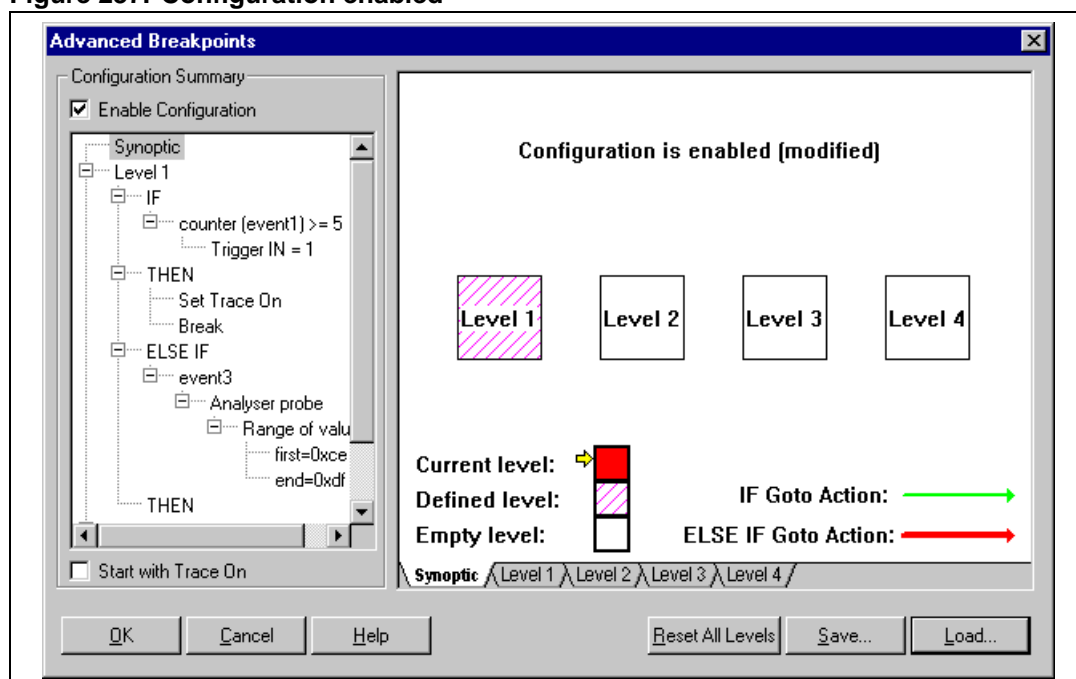 Advanced Breakpoints
Configuration Summary
Enable Configuration
Synoptic
Level 1
IF
counter (event1) >= 5
Trigger IN = 1
THEN
Set Trace On
Break
ELSE IF
event3
Analyser probe
Range of valu
first=0xce
end=0xdf
THEN
Start with Trace On
Configuration is enabled (modified)
Level 1 Level 2 Level 3 Level 4
Current level:
Defined level:
Empty level:
IF Goto Action:
ELSE IF Goto Action:
Synoptic Level 1 Level 2 Level 3 Level 4
OK Cancel Help Reset All Levels Save... Load...